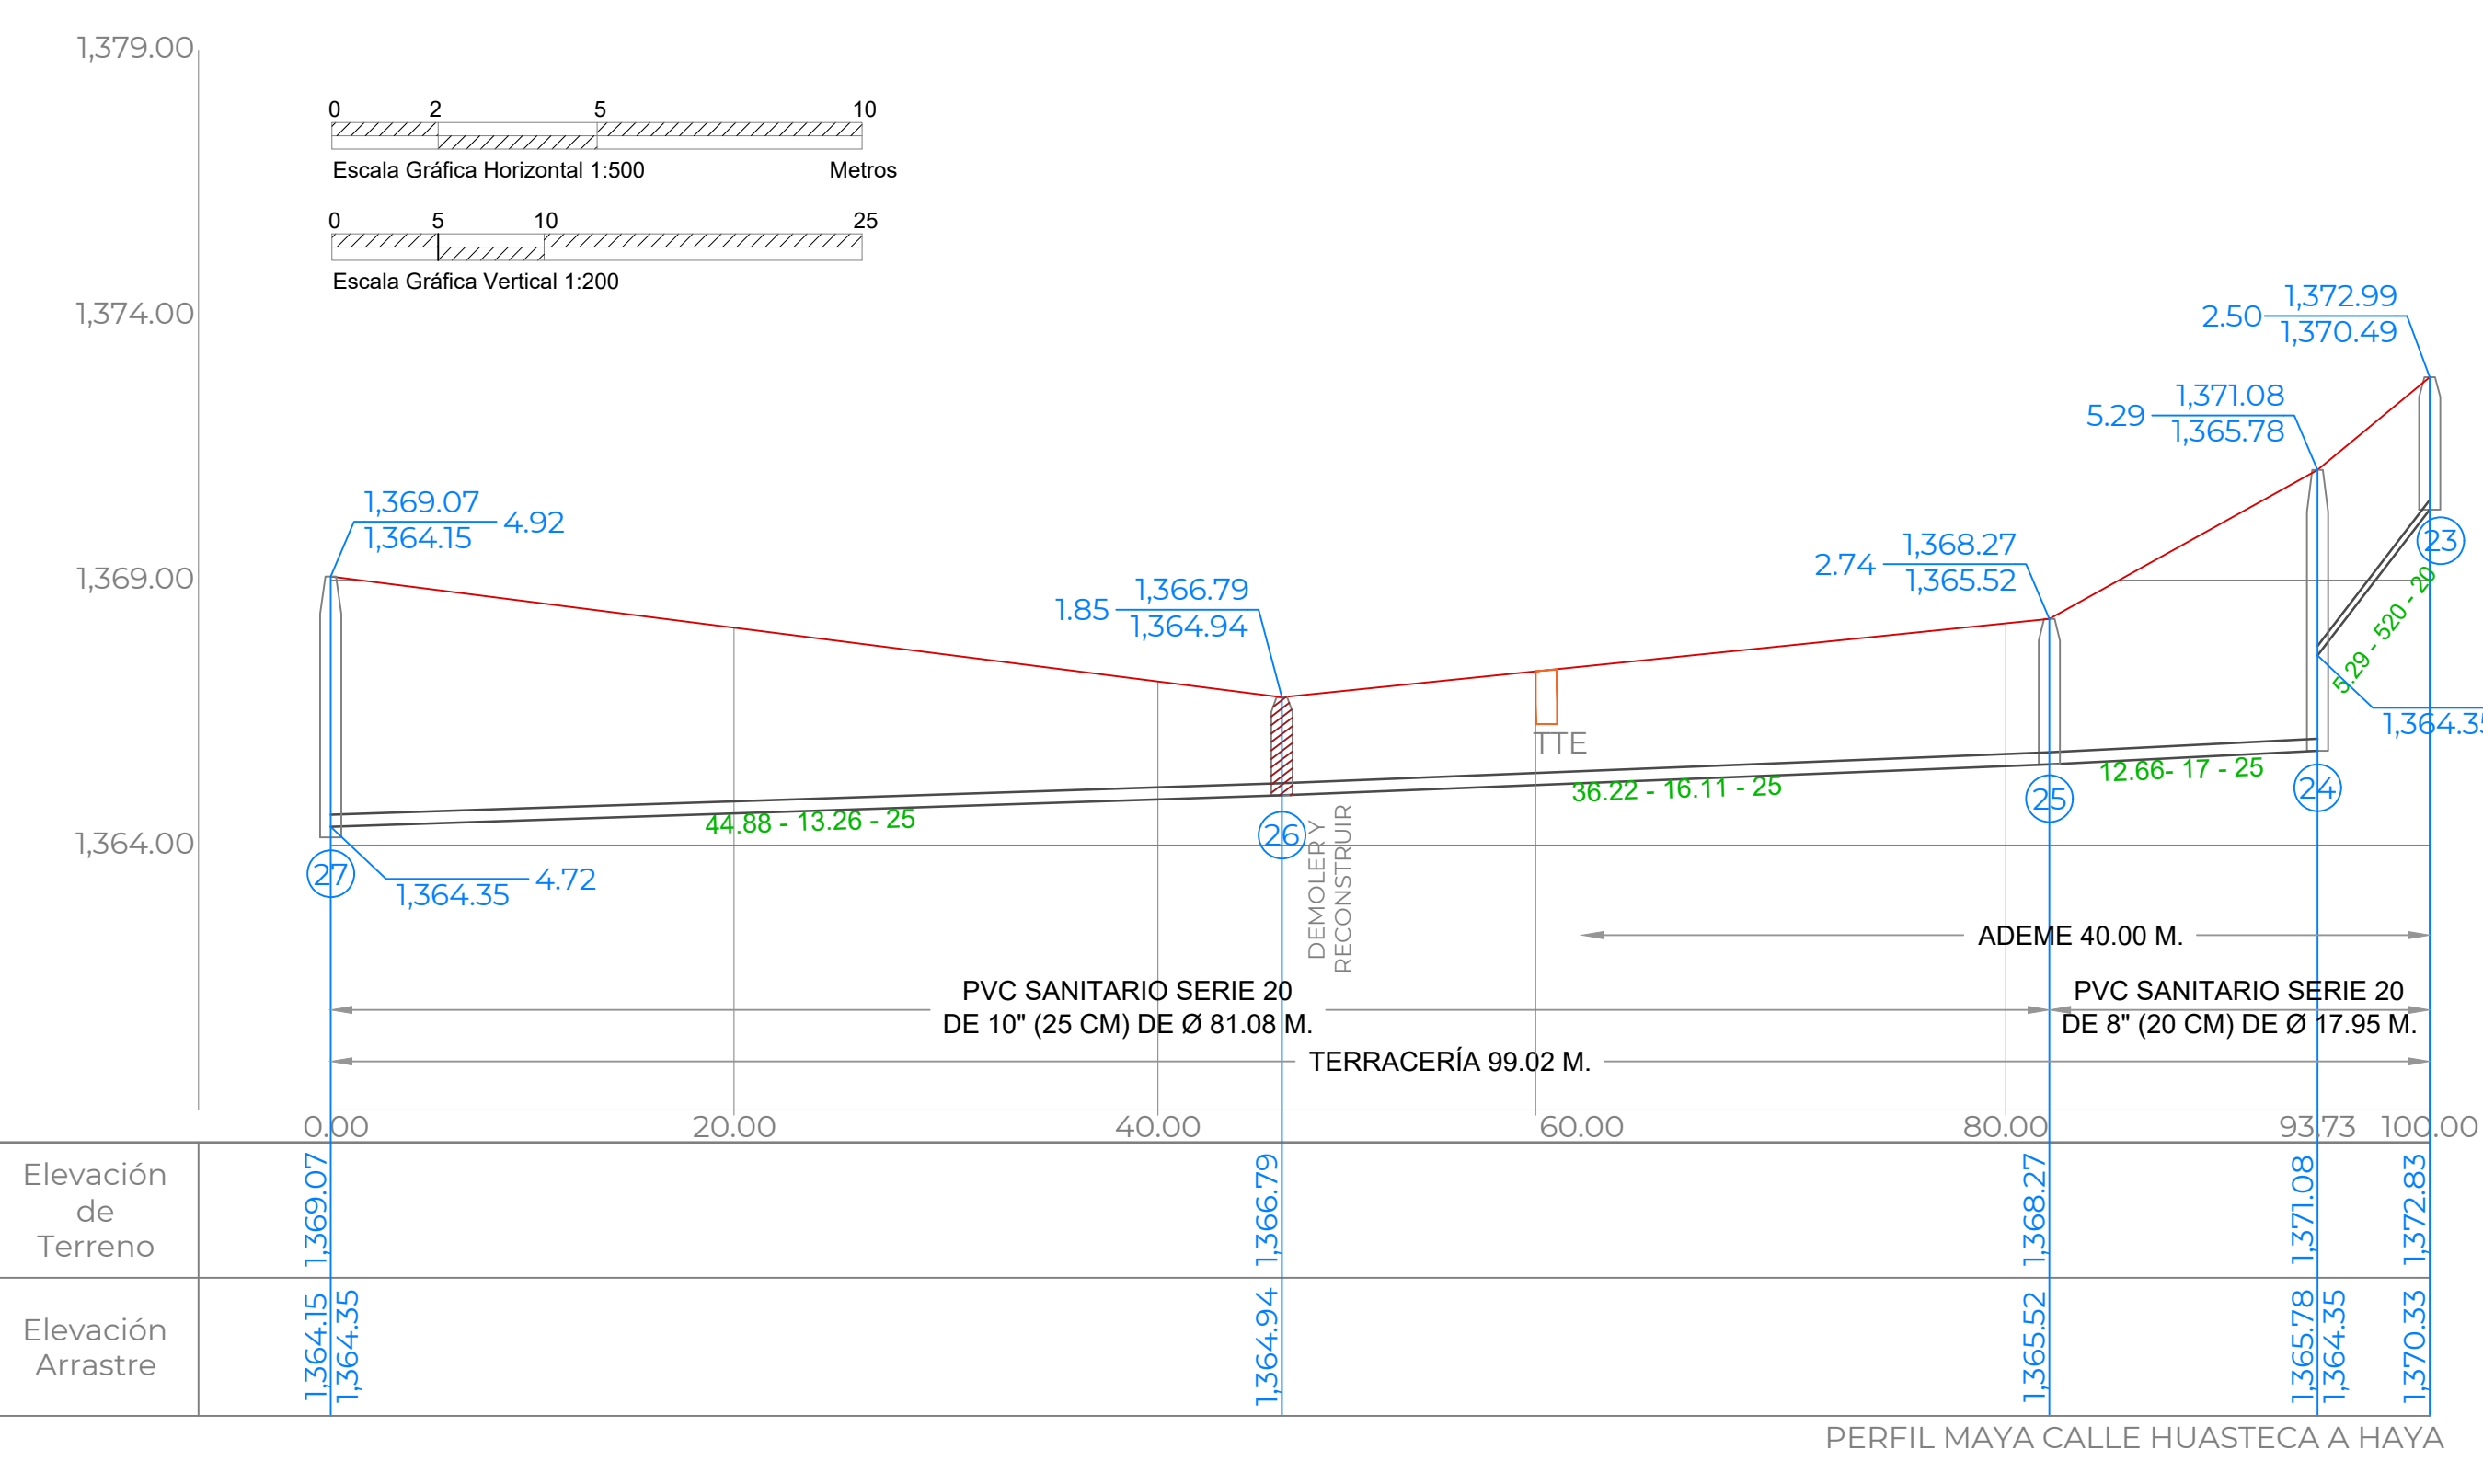 1,379.00
0 2 5 10
Escala Gráfica Horizontal 1:500 Metros
0 5 10 25
Escala Gráfica Vertical 1:200
1,374.00
1,372.99
2.50
1,370.49
1,371.08
5.29
1,365.78
1,369.07
4.92
1,364.15
1,368.27
2.74
1,365.52
23
1,369.00
1,366.79
1.85
1,364.94
5.29 - 520 - 20
1,364.35
TTE
12.66- 17 - 25
36.22 - 16.11 - 25
24
25
44.88 - 13.26 - 25
26
1,364.00
27
1,364.35
4.72
DEMOLER Y
RECONSTRUIR
ADEME 40.00 M.
PVC SANITARIO SERIE 20
DE 10" (25 CM) DE Ø 81.08 M.
PVC SANITARIO SERIE 20
DE 8" (20 CM) DE Ø 17.95 M.
TERRACERÍA 99.02 M.
0.00 20.00 40.00 60.00 80.00 93.73 100.00
Elevación
de
Terreno
1,369.07
1,366.79
1,368.27
1,371.08
1,372.83
Elevación
Arrastre
1,364.15
1,364.35
1,364.94
1,365.52
1,365.78
1,364.35
1,370.33
PERFIL MAYA CALLE HUASTECA A HAYA